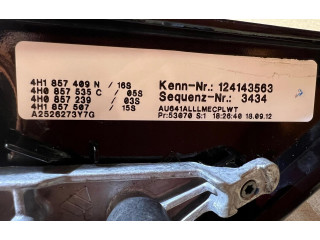 4H1 857 409 N / 16S Kenn-Nr.: 124143563
4H0 857 535 C / 05S Sequenz-Nr.: 3434
4H0 857 239 / 03S AU641ALLLMECPLWT
4H1 857 507 / 15S Pr:53070 S:1 18:26:40 18.09.12
A2526273Y7G